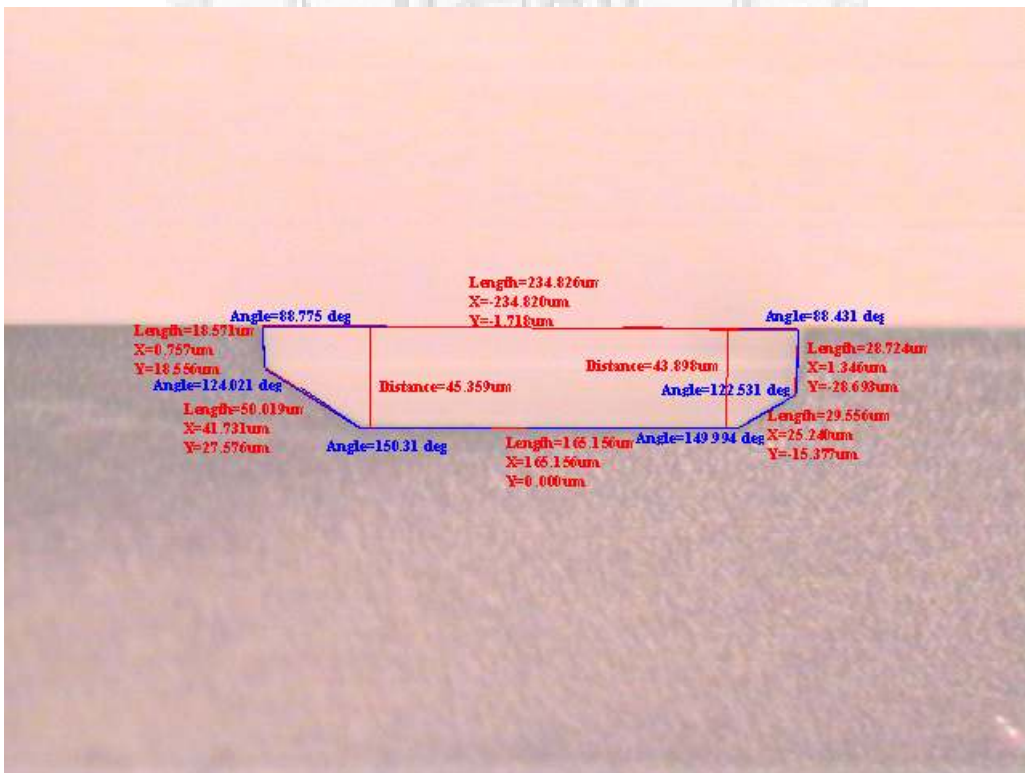 Length=234.826um
X=-234.820um
Y=-1.718um
Angle=88.775 deg
Angle=88.431 deg
Length=18.571um
X=0.757um
Y=18.556um
Length=28.724um
X=1.346um
Y=-28.693um
Distance=45.359um
Distance=43.898um
Angle=124.021 deg
Angle=122.531 deg
Length=50.019um
X=41.731um
Y=27.576um
Length=29.556um
X=25.240um
Y=-15.377um
Angle=150.31 deg
Angle=149.994 deg
Length=165.156um
X=165.156um
Y=0.000um